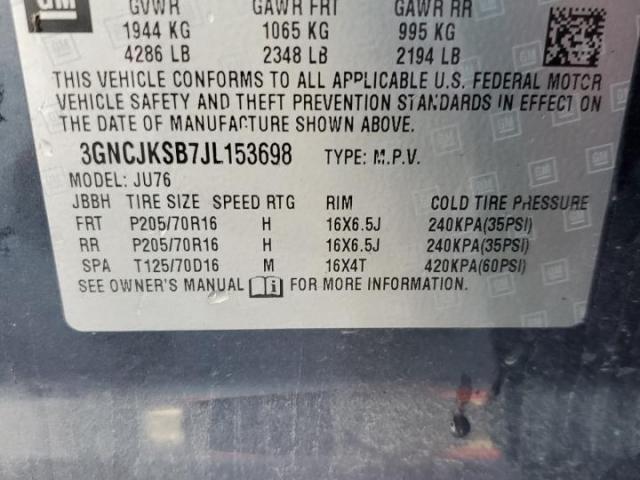 GM
GVWR GAWR FRT GAWR RR
1944 KG 1065 KG 995 KG
4286 LB 2348 LB 2194 LB
THIS VEHICLE CONFORMS TO ALL APPLICABLE U.S. FEDERAL MOTOR
VEHICLE SAFETY AND THEFT PREVENTION STANDARDS IN EFFECT ON
THE DATE OF MANUFACTURE SHOWN ABOVE.
3GNCJKSB7JL153698 TYPE: M.P.V.
MODEL: JU76
JBBH TIRE SIZE SPEED RTG RIM COLD TIRE PRESSURE
FRT P205/70R16 H 16X6.5J 240KPA(35PSI)
RR P205/70R16 H 16X6.5J 240KPA(35PSI)
SPA T125/70D16 M 16X4T 420KPA(60PSI)
SEE OWNER'S MANUAL i FOR MORE INFORMATION.